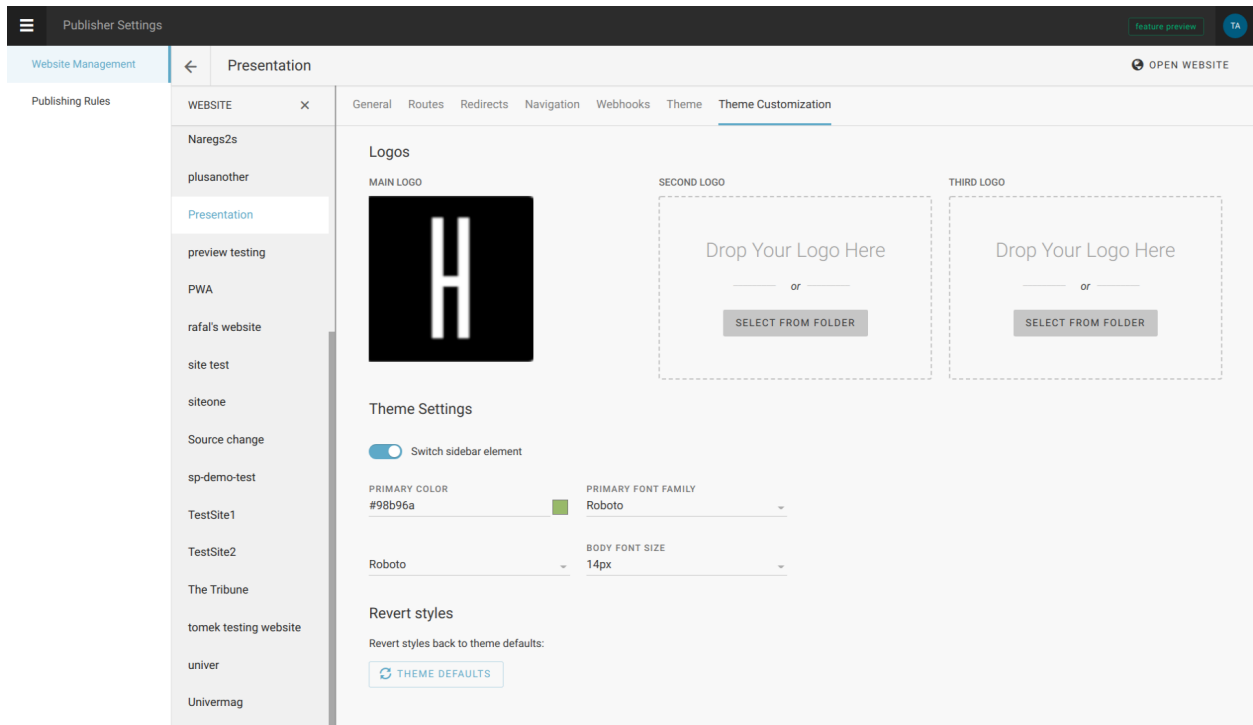 Publisher Settings
feature preview
TA
Website Management
Publishing Rules
Presentation
OPEN WEBSITE
WEBSITE
Naregs2s
plusanother
Presentation
preview testing
PWA
rafal's website
site test
siteone
Source change
sp-demo-test
TestSite1
TestSite2
The Tribune
tomek testing website
univer
Univermag
General Routes Redirects Navigation Webhooks Theme Theme Customization
Logos
MAIN LOGO
H
SECOND LOGO
Drop Your Logo Here
or
SELECT FROM FOLDER
THIRD LOGO
Drop Your Logo Here
or
SELECT FROM FOLDER
Theme Settings
Switch sidebar element
PRIMARY COLOR
#98b96a
PRIMARY FONT FAMILY
Roboto
Roboto
BODY FONT SIZE
14px
Revert styles
Revert styles back to theme defaults:
THEME DEFAULTS